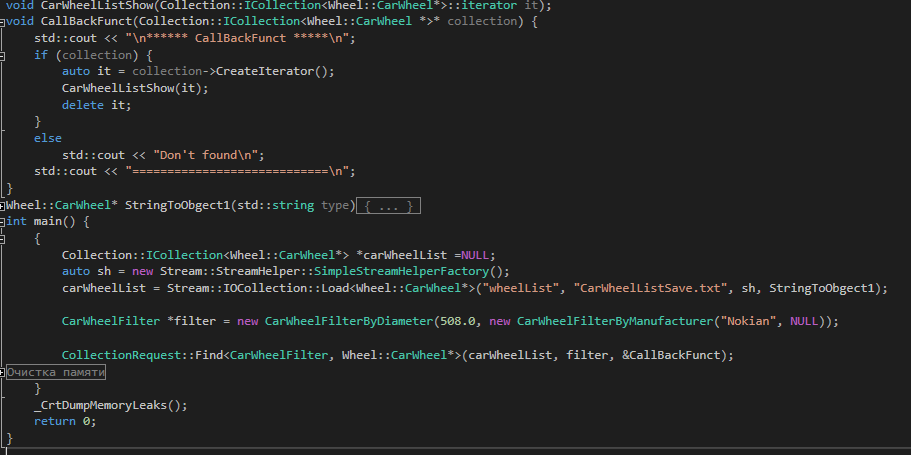 void CarWheelListShow(Collection::ICollection<Wheel::CarWheel*>::iterator it);
void CallBackFunct(Collection::ICollection<Wheel::CarWheel *>* collection) {
    std::cout << "\n****** CallBackFunct *****\n";
    if (collection) {
        auto it = collection->CreateIterator();
        CarWheelListShow(it);
        delete it;
    }
    else
        std::cout << "Don't found\n";
    std::cout << "============================\n";
}
Wheel::CarWheel* StringToObgect1(std::string type){ ... }
int main() {
    {
        Collection::ICollection<Wheel::CarWheel*> *carWheelList =NULL;
        auto sh = new Stream::StreamHelper::SimpleStreamHelperFactory();
        carWheelList = Stream::IOCollection::Load<Wheel::CarWheel*>("wheelList", "CarWheelListSave.txt", sh, StringToObgect1);

        CarWheelFilter *filter = new CarWheelFilterByDiameter(508.0, new CarWheelFilterByManufacturer("Nokian", NULL));

        CollectionRequest::Find<CarWheelFilter, Wheel::CarWheel*>(carWheelList, filter, &CallBackFunct);
Очистка памяти
    }
    _CrtDumpMemoryLeaks();
    return 0;
}